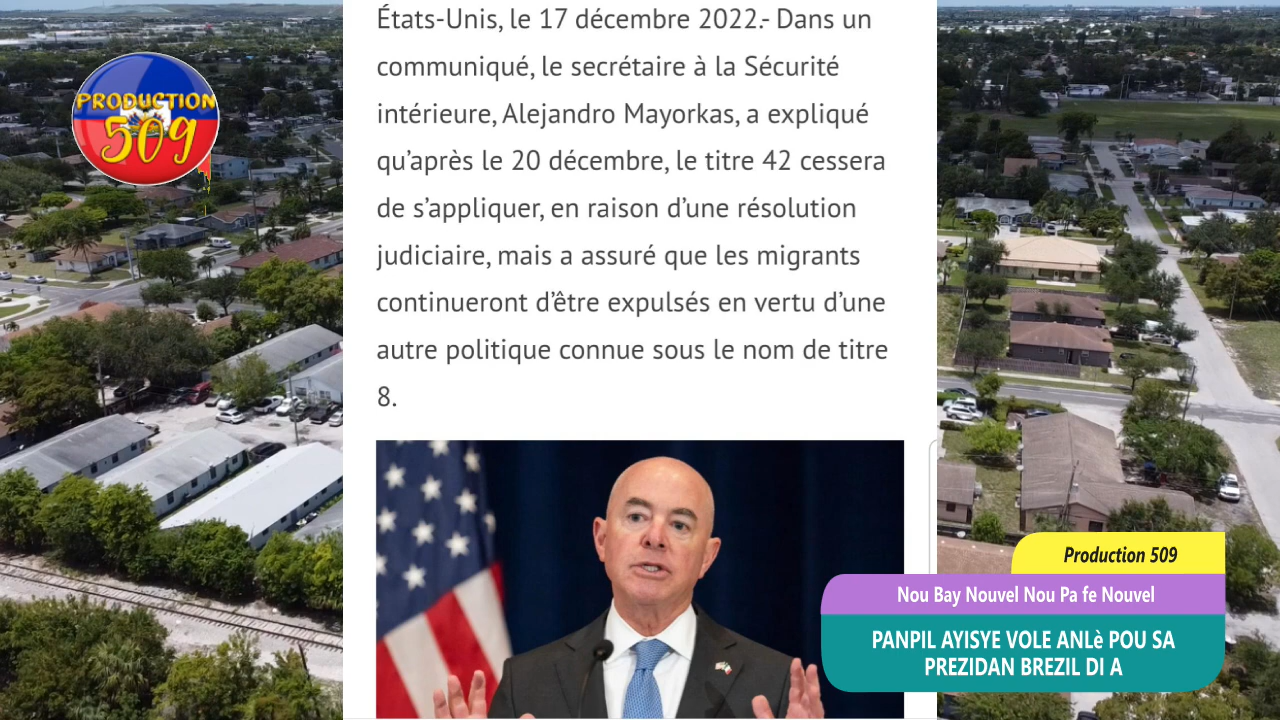 PRODUCTION
509
États-Unis, le 17 décembre 2022.- Dans un
communiqué, le secrétaire à la Sécurité
intérieure, Alejandro Mayorkas, a expliqué
qu’après le 20 décembre, le titre 42 cessera
de s’appliquer, en raison d’une résolution
judiciaire, mais a assuré que les migrants
continueront d’être expulsés en vertu d’une
autre politique connue sous le nom de titre
8.
Production 509
Nou Bay Nouvel Nou Pa fe Nouvel
PANPIL AYISYE VOLE ANLè POU SA
PREZIDAN BREZIL DI A